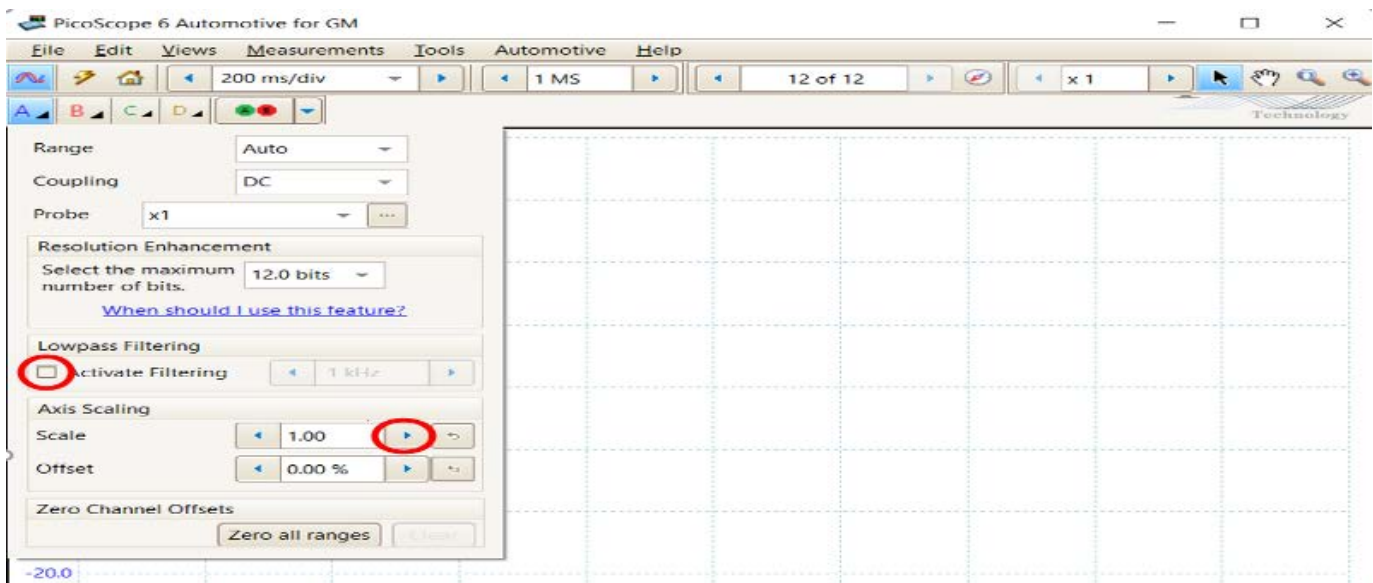 PicoScope 6 Automotive for GM
File Edit Views Measurements Tools Automotive Help
200 ms/div 1 MS 12 of 12 x 1
A B C D
Technology
Range Auto
Coupling DC
Probe x1 ...
Resolution Enhancement
Select the maximum number of bits. 12.0 bits
When should I use this feature?
Lowpass Filtering
Activate Filtering 1 kHz
Axis Scaling
Scale 1.00
Offset 0.00 %
Zero Channel Offsets
Zero all ranges Clear
-20.0